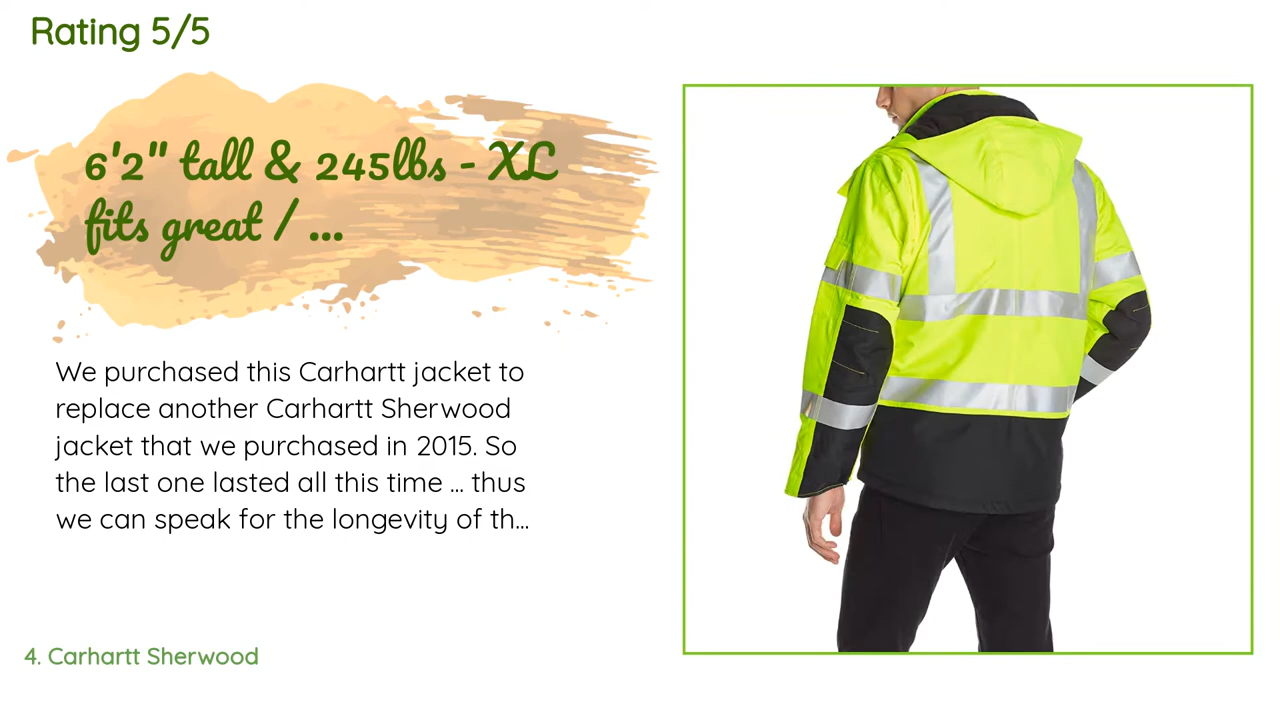 Rating 5/5
6'2" tall & 245lbs - XL
fits great / ...
We purchased this Carhartt jacket to
replace another Carhartt Sherwood
jacket that we purchased in 2015. So
the last one lasted all this time ... thus
we can speak for the longevity of th...
4. Carhartt Sherwood